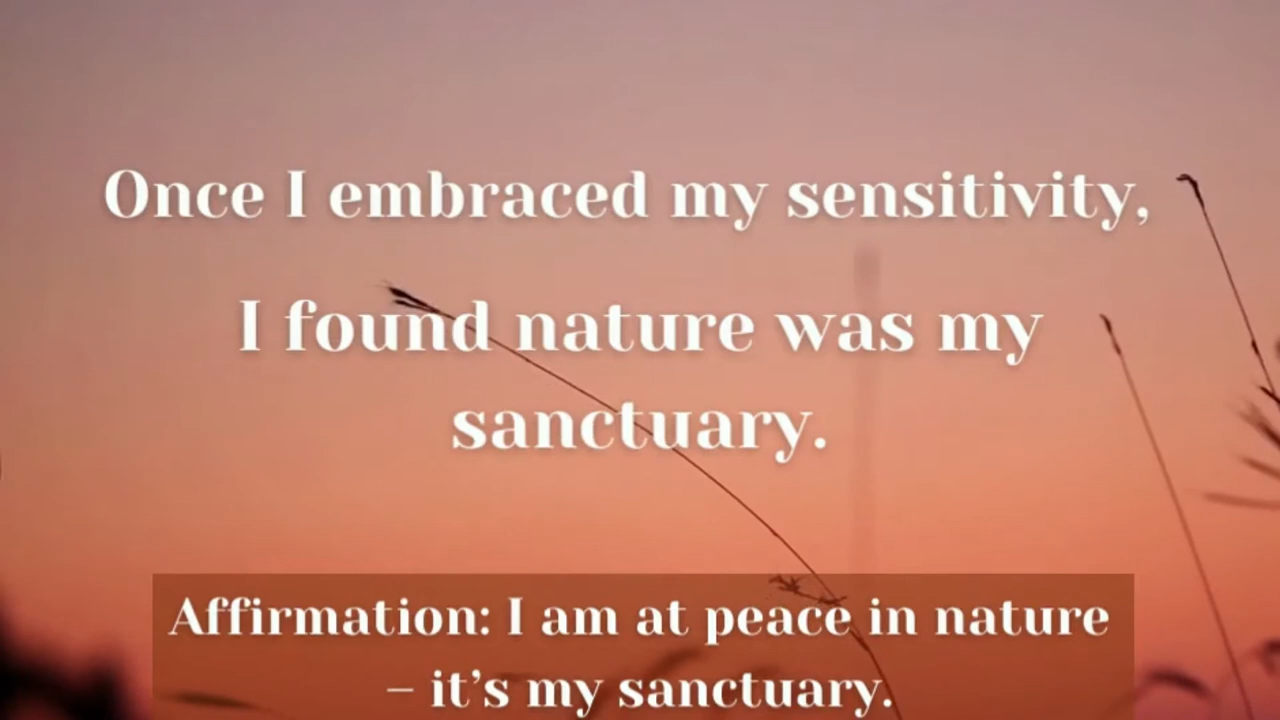 Once I embraced my sensitivity,
I found nature was my
sanctuary.
Affirmation: I am at peace in nature
– it’s my sanctuary.